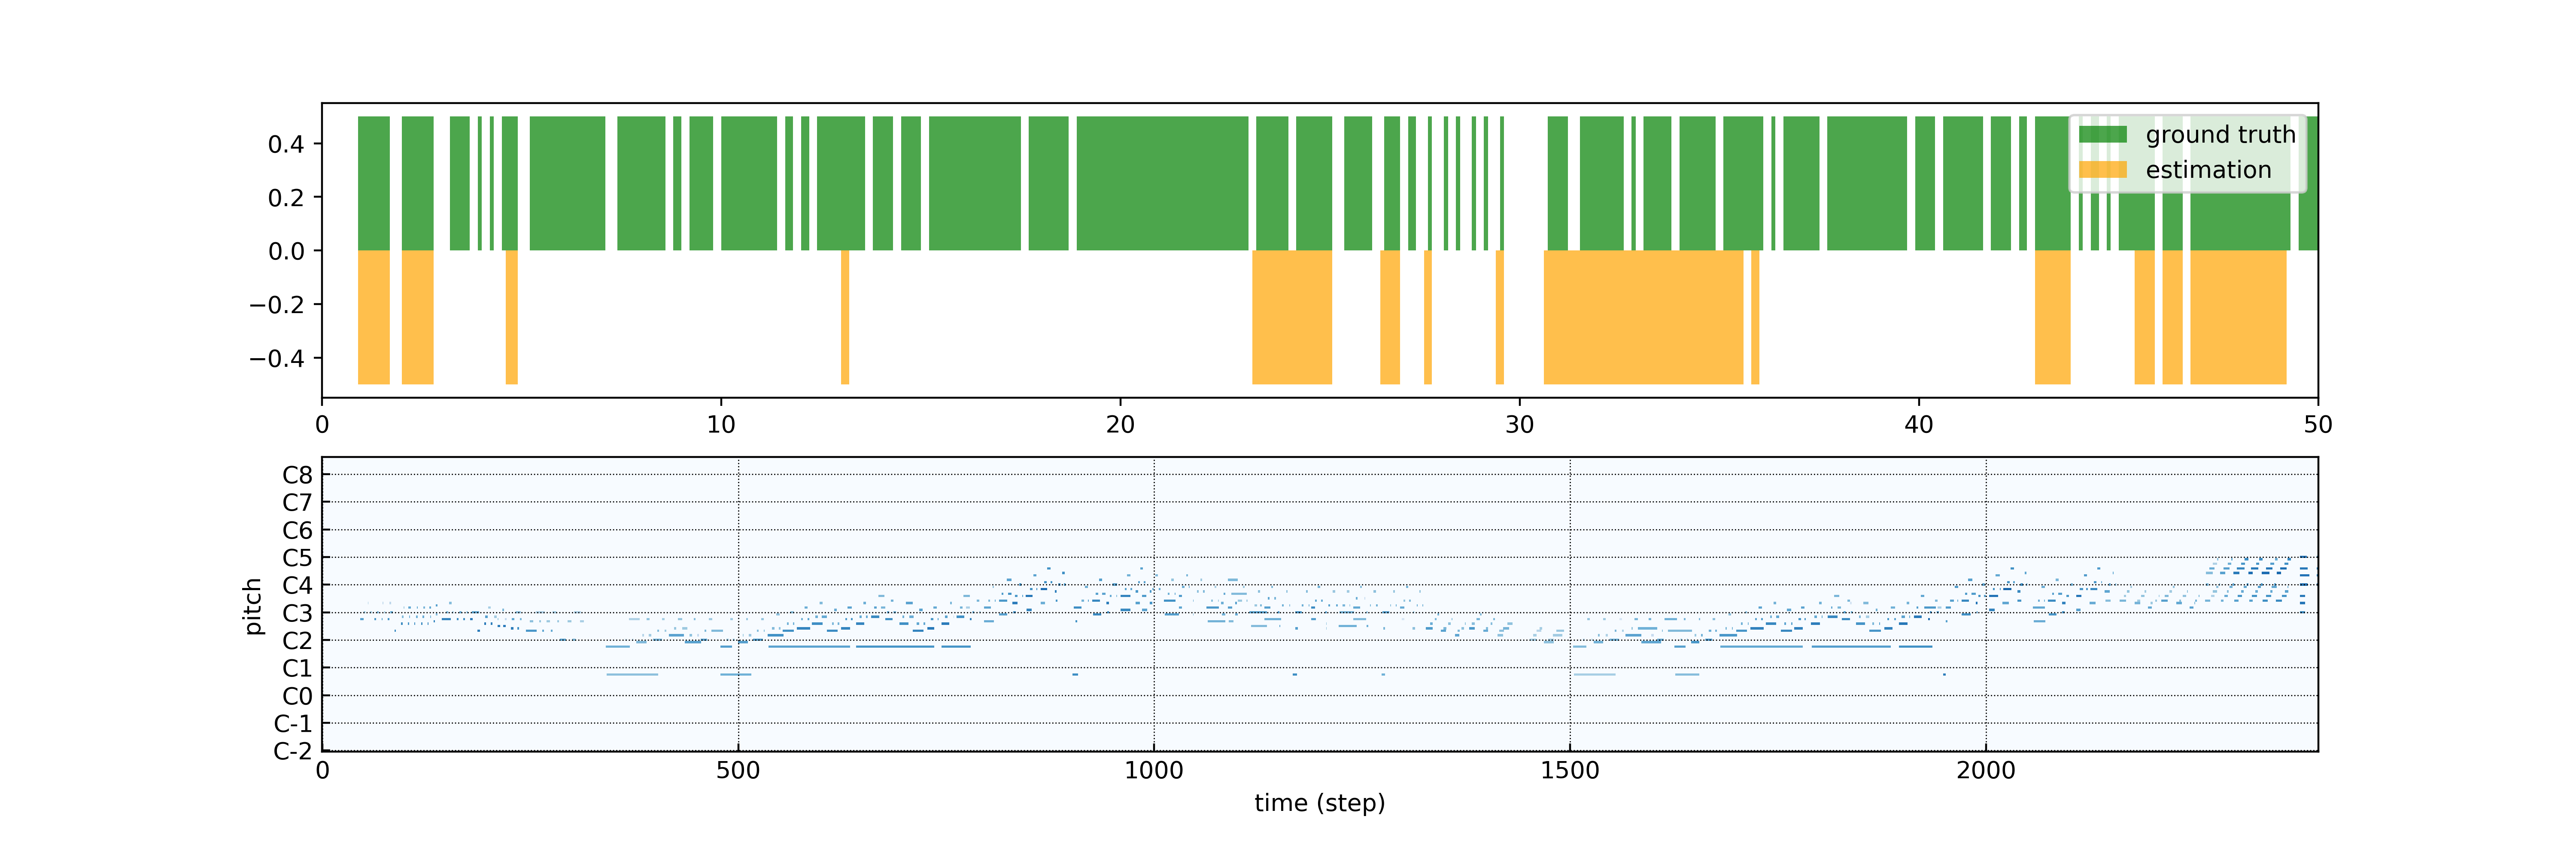 0.4
0.2
0.0
−0.2
−0.4
ground truth
estimation
0 10 20 30 40 50
C8
C7
C6
C5
C4
C3
C2
C1
C0
C-1
C-2
pitch
0 500 1000 1500 2000
time (step)